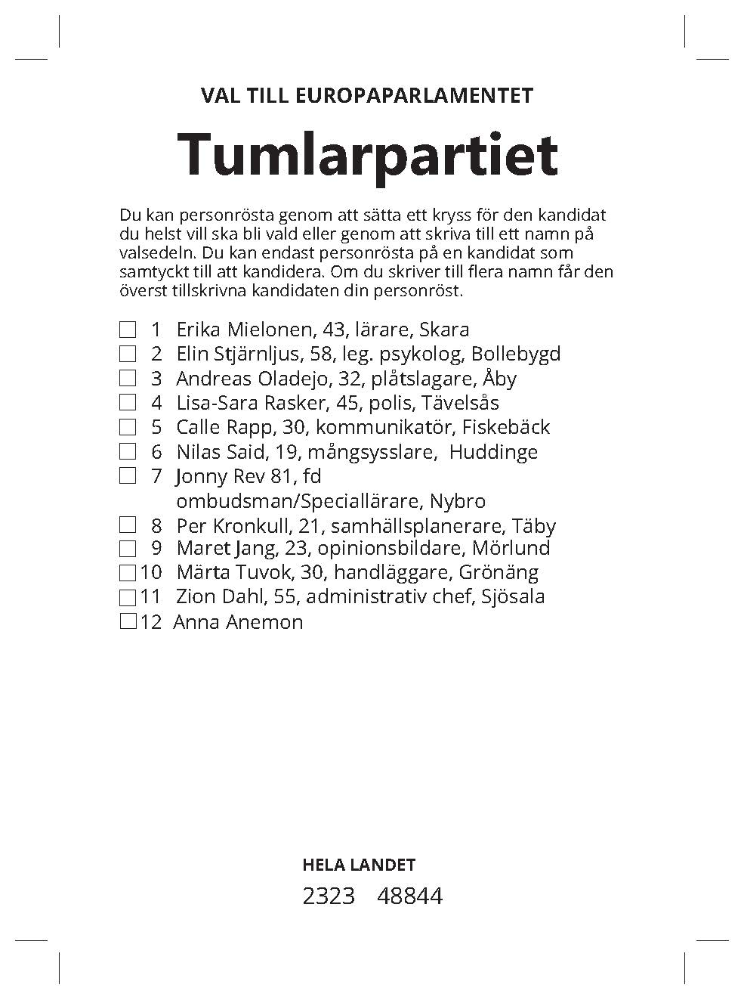 VAL TILL EUROPAPARLAMENTET
Tumlarpartiet
Du kan personrösta genom att sätta ett kryss för den kandidat
du helst vill ska bli vald eller genom att skriva till ett namn på
valsedeln. Du kan endast personrösta på en kandidat som
samtyckt till att kandidera. Om du skriver till flera namn får den
överst tillskrivna kandidaten din personröst.
1 Erika Mielonen, 43, lärare, Skara
2 Elin Stjärnljus, 58, leg. psykolog, Bollebygd
3 Andreas Oladejo, 32, plåtslagare, Åby
4 Lisa-Sara Rasker, 45, polis, Tävelsås
5 Calle Rapp, 30, kommunikatör, Fiskebäck
6 Nilas Said, 19, mångsysslare, Huddinge
7 Jonny Rev 81, fd
ombudsman/Speciallärare, Nybro
8 Per Kronkull, 21, samhällsplanerare, Täby
9 Maret Jang, 23, opinionsbildare, Mörlund
10 Märta Tuvok, 30, handläggare, Grönäng
11 Zion Dahl, 55, administrativ chef, Sjösala
12 Anna Anemon
HELA LANDET
2323 48844